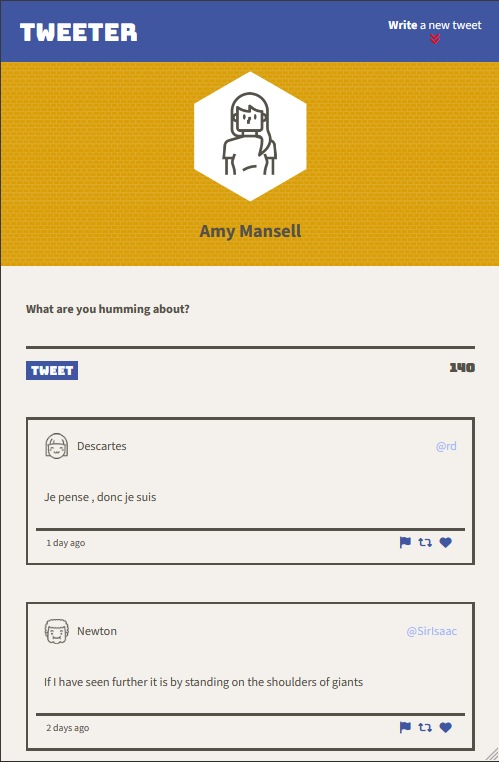 TWEETER
Write a new tweet
Amy Mansell
What are you humming about?
TWEET
140
Descartes
@rd
Je pense , donc je suis
1 day ago
Newton
@SirIsaac
If I have seen further it is by standing on the shoulders of giants
2 days ago